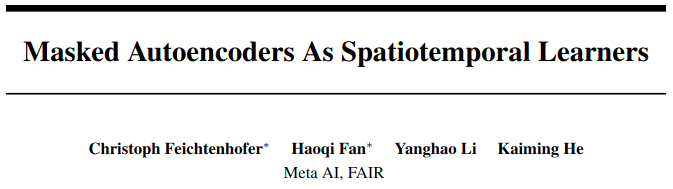 Masked Autoencoders As Spatiotemporal Learners
Christoph Feichtenhofer* Haoqi Fan* Yanghao Li Kaiming He
Meta AI, FAIR